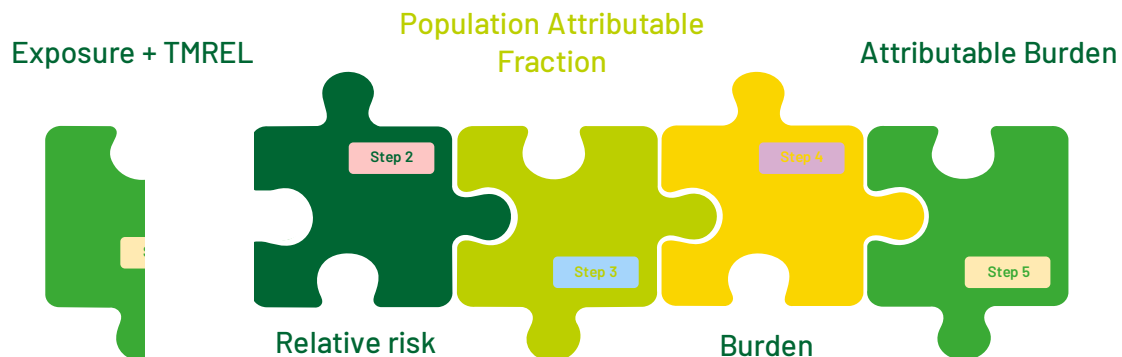 Population Attributable
Fraction
Exposure + TMREL
Attributable Burden
Step 2
Step 4
Step 3
Step 5
Relative risk
Burden